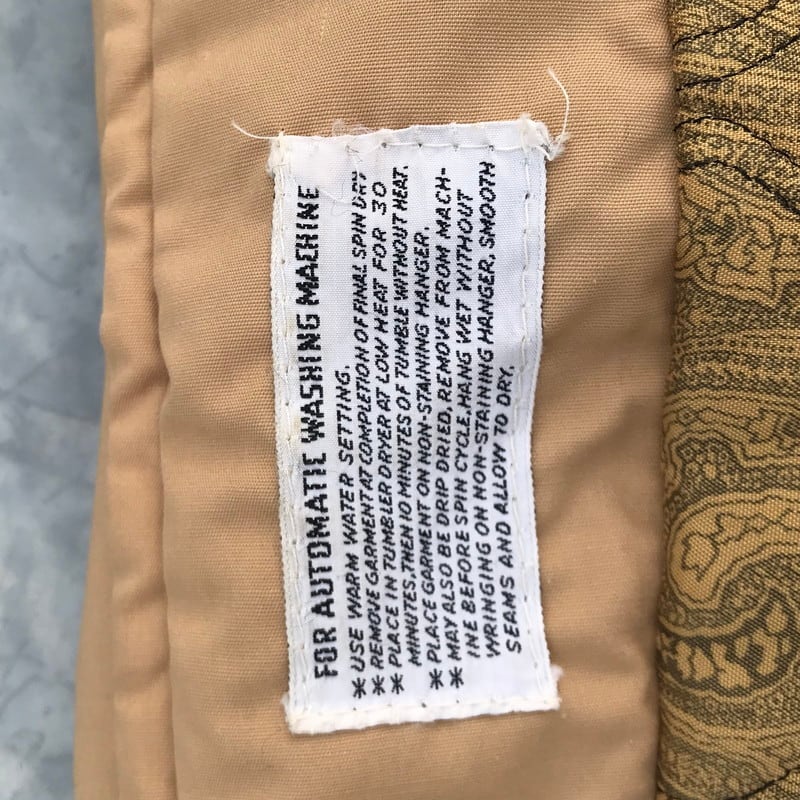 FOR AUTOMATIC WASHING MACHINE
* USE WARM WATER SETTING.
* REMOVE GARMENT AT COMPLETION OF FINAL SPIN DRY
* PLACE IN TUMBLER DRYER AT LOW HEAT FOR 30
MINUTES, THEN 10 MINUTES OF TUMBLE WITHOUT HEAT.
* PLACE GARMENT ON NON-STAINING HANGER.
* MAY ALSO BE DRIP DRIED, REMOVE FROM MACH-
INE BEFORE SPIN CYCLE. HANG WET WITHOUT
WRINGING ON NON-STAINING HANGER. SMOOTH
SEAMS AND ALLOW TO DRY.